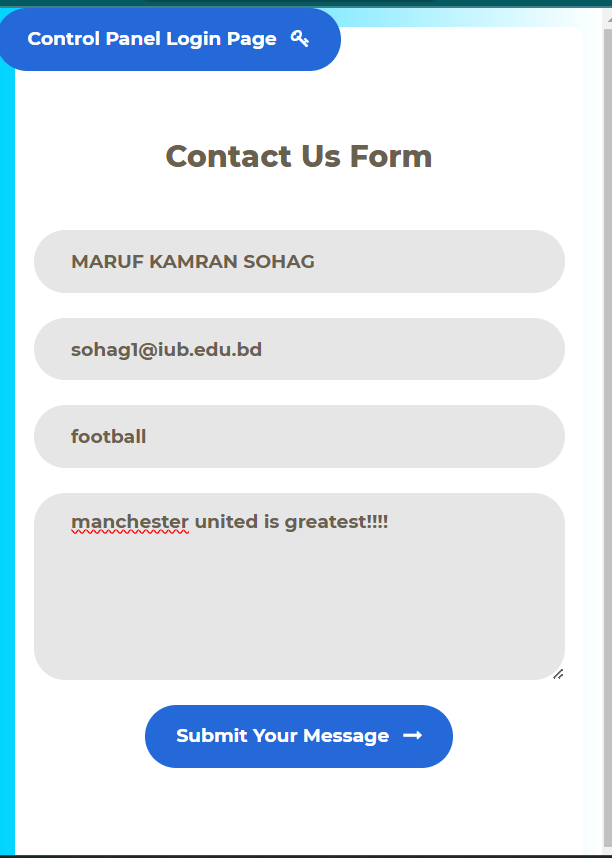 Control Panel Login Page
Contact Us Form
MARUF KAMRAN SOHAG
sohag1@iub.edu.bd
football
manchester united is greatest!!!!
Submit Your Message